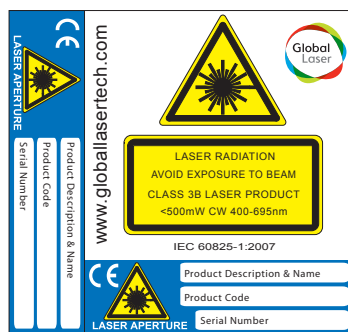 CE
LASER APERTURE
Serial Number
Product Code
Product Description & Name
www.globallasertech.com
Global
Laser
LASER RADIATION
AVOID EXPOSURE TO BEAM
CLASS 3B LASER PRODUCT
<500mW CW 400-695nm
IEC 60825-1:2007
CE
LASER APERTURE
Product Description & Name
Product Code
Serial Number